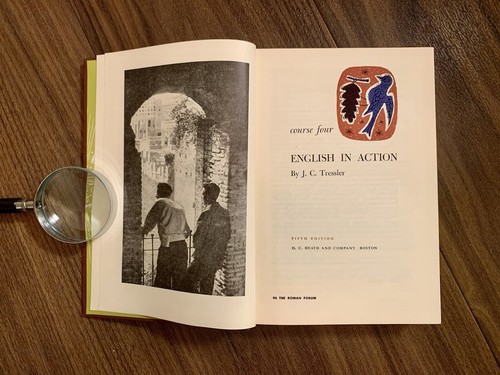 course four
ENGLISH IN ACTION
By J. C. Tressler
FIFTH EDITION
D. C. HEATH AND COMPANY BOSTON
IN THE ROMAN FORUM